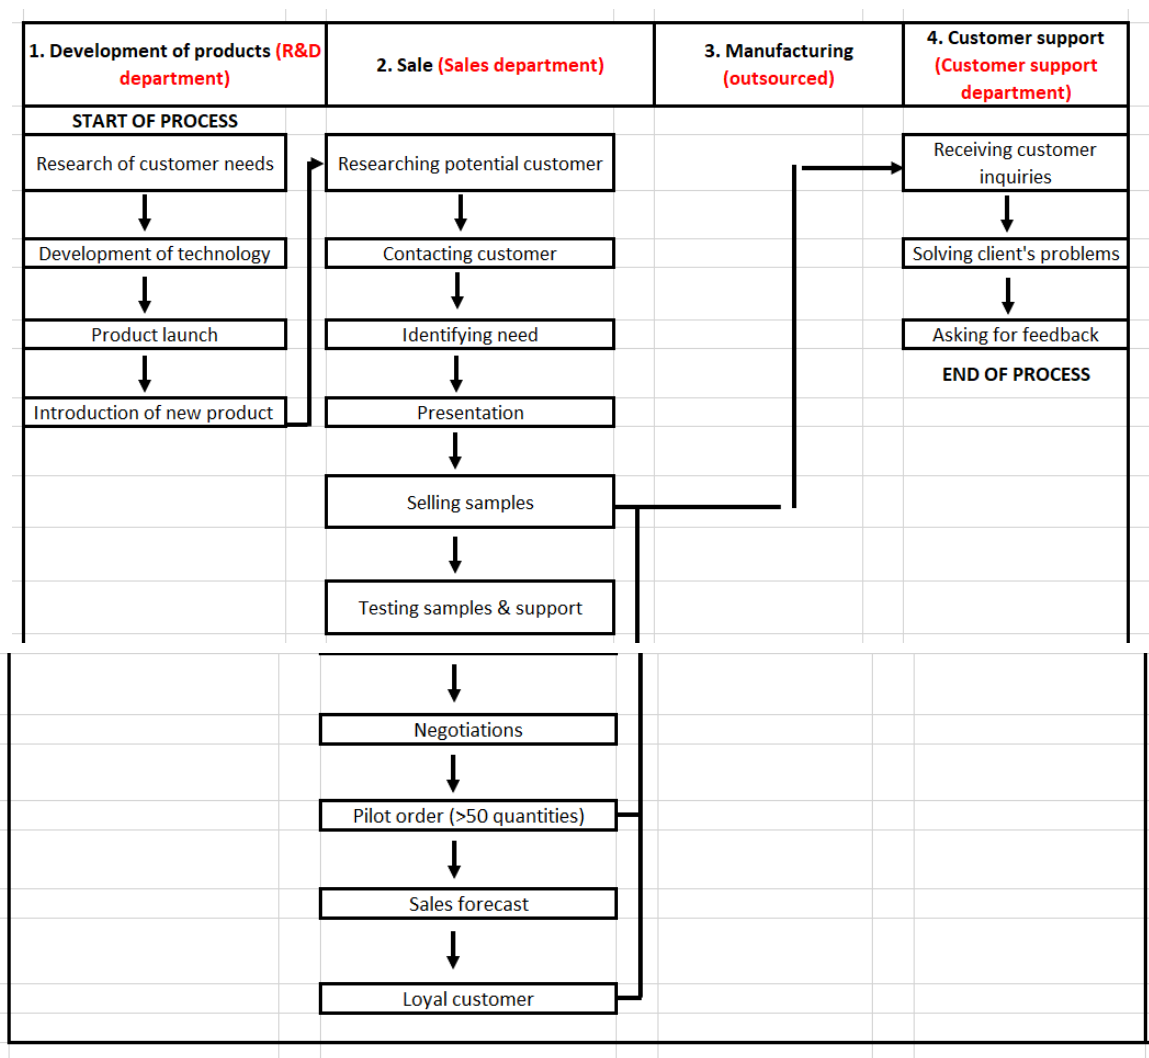 1. Development of products (R&D
department)
2. Sale (Sales department)
3. Manufacturing
(outsourced)
4. Customer support
(Customer support
department)
START OF PROCESS
Research of customer needs
Development of technology
Product launch
Introduction of new product
Researching potential customer
Contacting customer
Identifying need
Presentation
Selling samples
Testing samples & support
Negotiations
Pilot order (>50 quantities)
Sales forecast
Loyal customer
Receiving customer
inquiries
Solving client's problems
Asking for feedback
END OF PROCESS